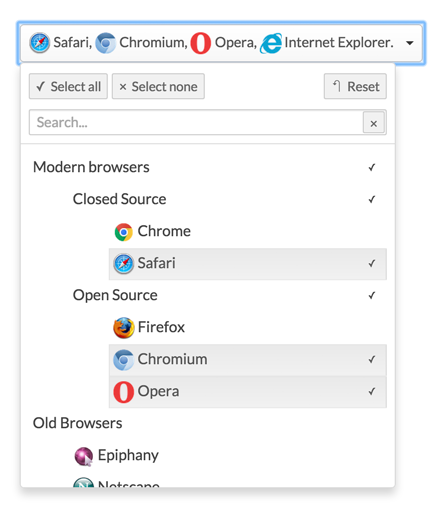 Safari, Chromium, Opera, Internet Explorer.
✓ Select all × Select none Reset
Search... ×
Modern browsers ✓
Closed Source ✓
Chrome
Safari ✓
Open Source ✓
Firefox
Chromium ✓
Opera ✓
Old Browsers
Epiphany
Netscape